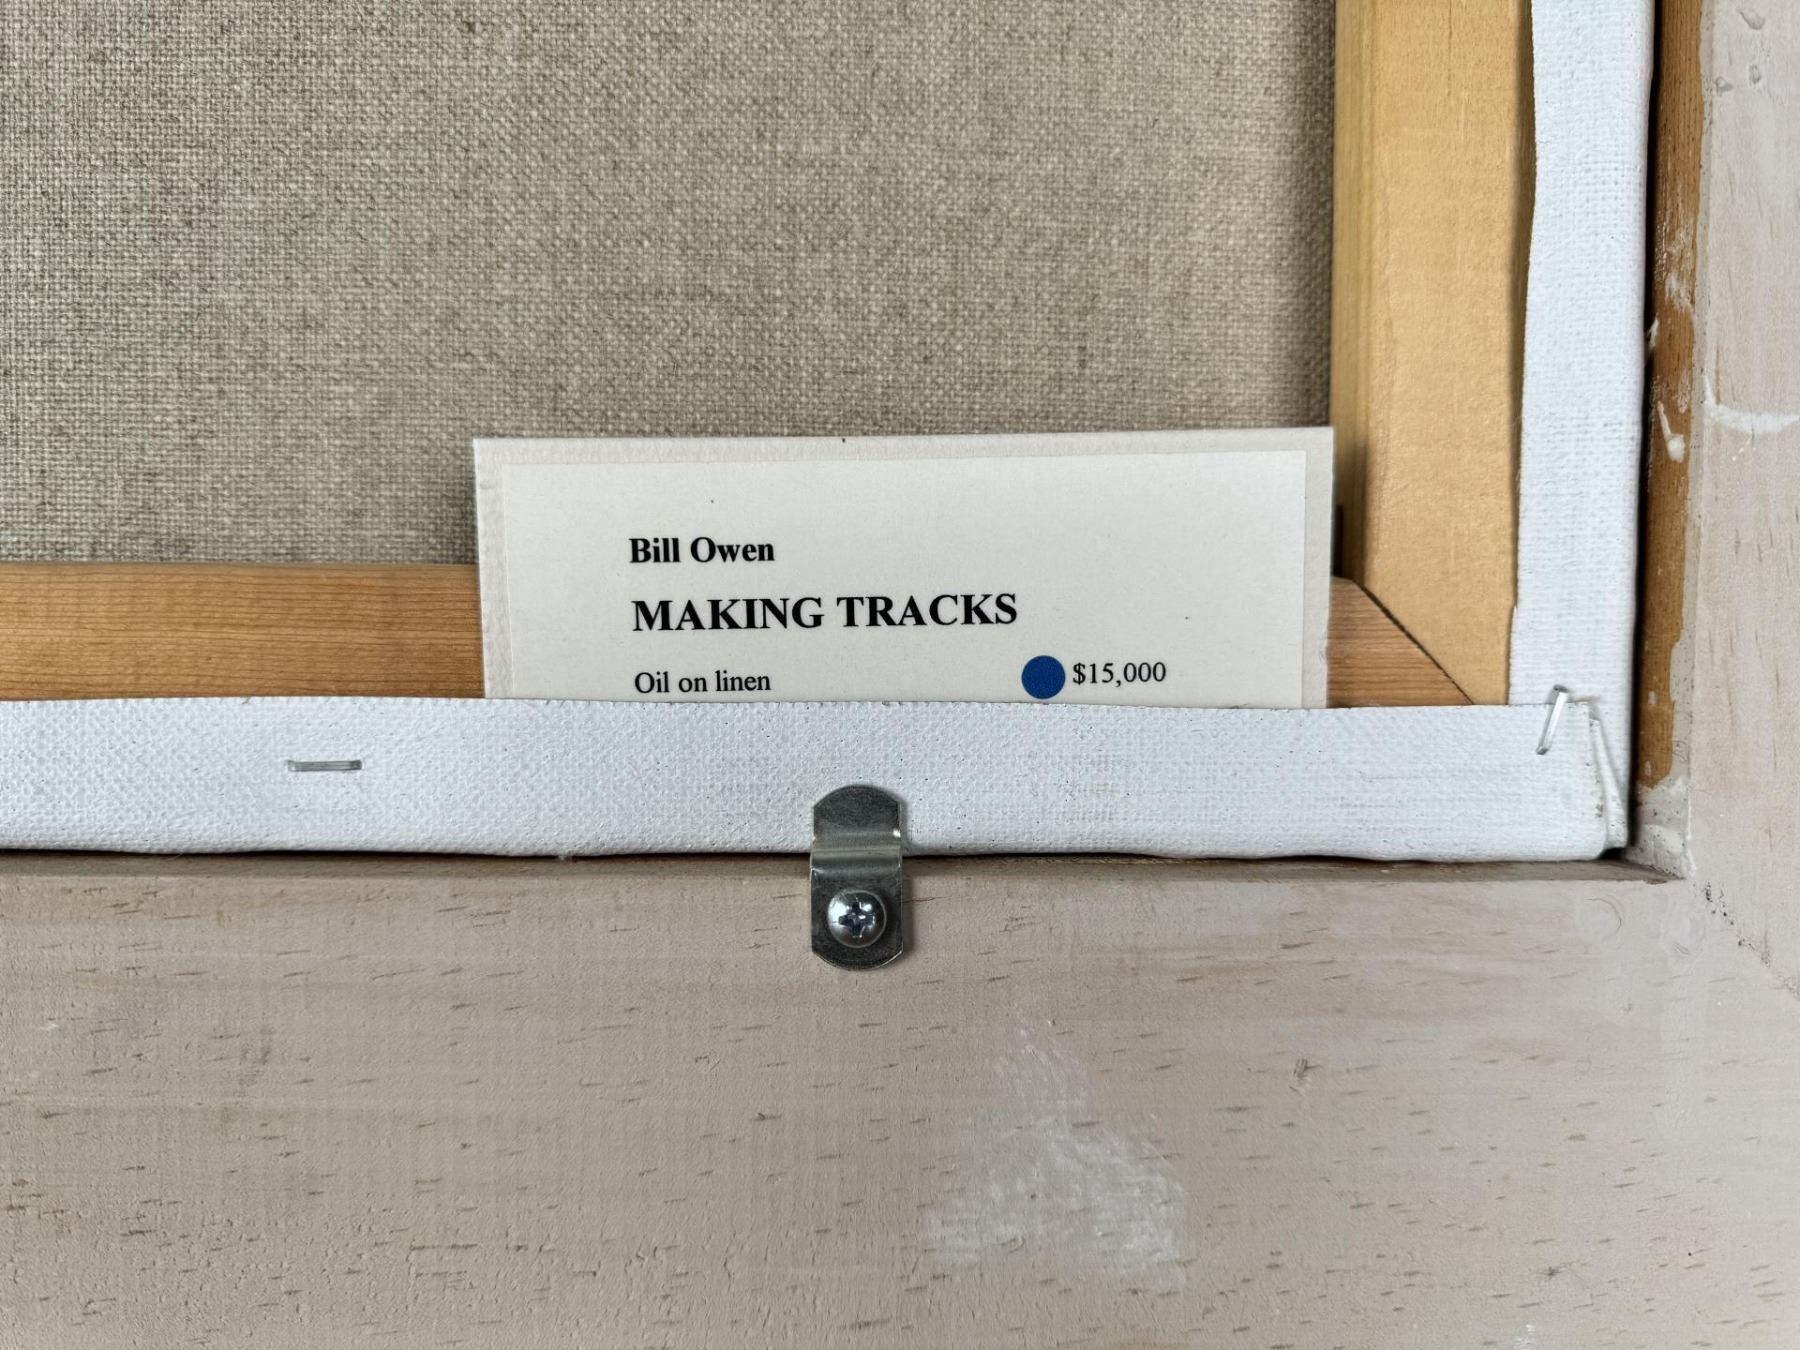 Bill Owen
MAKING TRACKS
Oil on linen $15,000